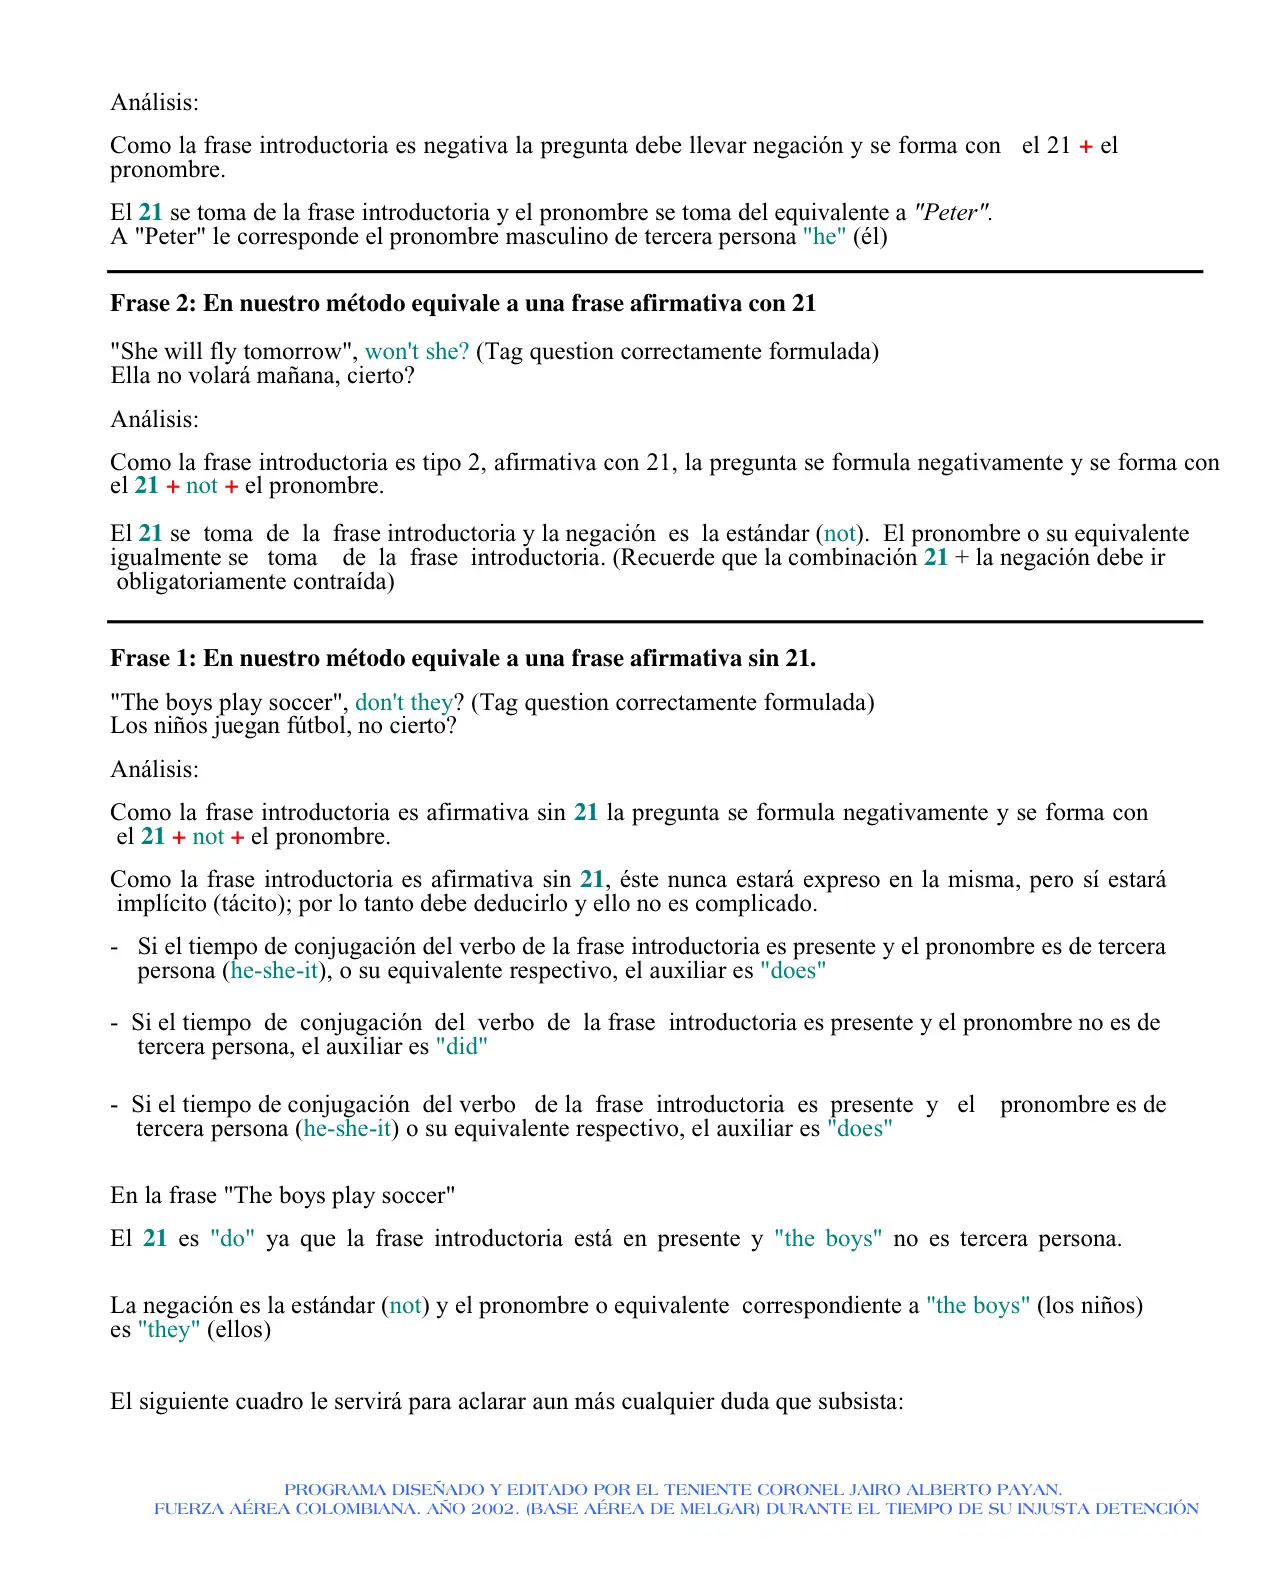 Análisis:
Como la frase introductoria es negativa la pregunta debe llevar negación y se forma con el 21 + el
pronombre.
El 21 se toma de la frase introductoria y el pronombre se toma del equivalente a "Peter".
A "Peter" le corresponde el pronombre masculino de tercera persona "he" (él)
Frase 2: En nuestro método equivale a una frase afirmativa con 21
"She will fly tomorrow", won't she? (Tag question correctamente formulada)
Ella no volará mañana, cierto?
Análisis:
Como la frase introductoria es tipo 2, afirmativa con 21, la pregunta se formula negativamente y se forma con
el 21 + not + el pronombre.
El 21 se toma de la frase introductoria y la negación es la estándar (not). El pronombre o su equivalente
igualmente se toma de la frase introductoria. (Recuerde que la combinación 21 + la negación debe ir
obligatoriamente contraída)
Frase 1: En nuestro método equivale a una frase afirmativa sin 21.
"The boys play soccer", don't they? (Tag question correctamente formulada)
Los niños juegan fútbol, no cierto?
Análisis:
Como la frase introductoria es afirmativa sin 21 la pregunta se formula negativamente y se forma con
el 21 + not + el pronombre.
Como la frase introductoria es afirmativa sin 21, éste nunca estará expreso en la misma, pero sí estará
implícito (tácito); por lo tanto debe deducirlo y ello no es complicado.
- Si el tiempo de conjugación del verbo de la frase introductoria es presente y el pronombre es de tercera
persona (he-she-it), o su equivalente respectivo, el auxiliar es "does"
- Si el tiempo de conjugación del verbo de la frase introductoria es presente y el pronombre no es de
tercera persona, el auxiliar es "did"
- Si el tiempo de conjugación del verbo de la frase introductoria es presente y el pronombre es de
tercera persona (he-she-it) o su equivalente respectivo, el auxiliar es "does"
En la frase "The boys play soccer"
El 21 es "do" ya que la frase introductoria está en presente y "the boys" no es tercera persona.
La negación es la estándar (not) y el pronombre o equivalente correspondiente a "the boys" (los niños)
es "they" (ellos)
El siguiente cuadro le servirá para aclarar aun más cualquier duda que subsista:
PROGRAMA DISEÑADO Y EDITADO POR EL TENIENTE CORONEL JAIRO ALBERTO PAYAN.
FUERZA AÉREA COLOMBIANA. AÑO 2002. (BASE AÉREA DE MELGAR) DURANTE EL TIEMPO DE SU INJUSTA DETENCIÓN